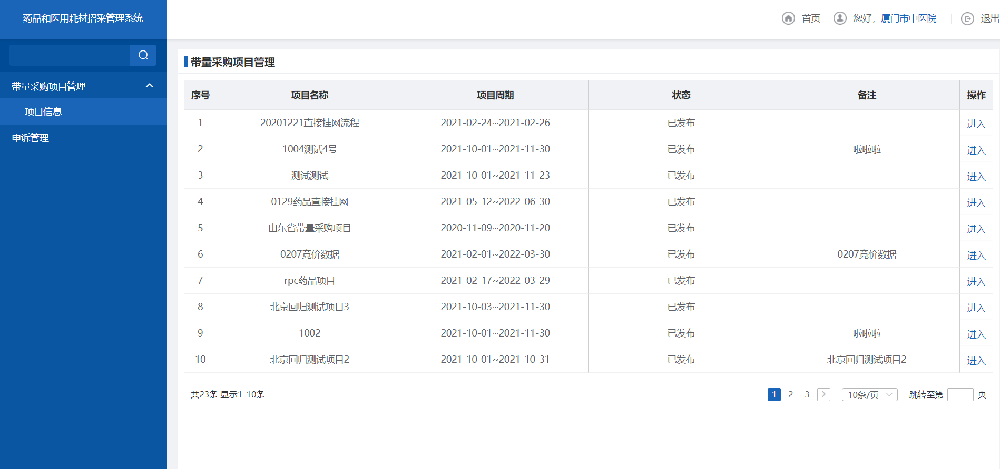 药品和医用耗材招采管理系统
首页 您好，厦门市中医院 退出
带量采购项目管理
项目信息
申诉管理
带量采购项目管理
序号 项目名称 项目周期 状态 备注 操作
1 20201221直接挂网流程 2021-02-24~2021-02-26 已发布 进入
2 1004测试4号 2021-10-01~2021-11-30 已发布 啦啦啦 进入
3 测试测试 2021-10-01~2021-11-23 已发布 进入
4 0129药品直接挂网 2021-05-12~2022-06-30 已发布 进入
5 山东省带量采购项目 2020-11-09~2020-11-20 已发布 进入
6 0207竞价数据 2021-02-01~2022-03-30 已发布 0207竞价数据 进入
7 rpc药品项目 2021-02-17~2022-03-29 已发布 进入
8 北京回归测试项目3 2021-10-03~2021-11-30 已发布 进入
9 1002 2021-10-01~2021-11-30 已发布 啦啦啦 进入
10 北京回归测试项目2 2021-10-01~2021-10-31 已发布 北京回归测试项目2 进入
共23条 显示1-10条 1 2 3 10条/页 跳转至第 页